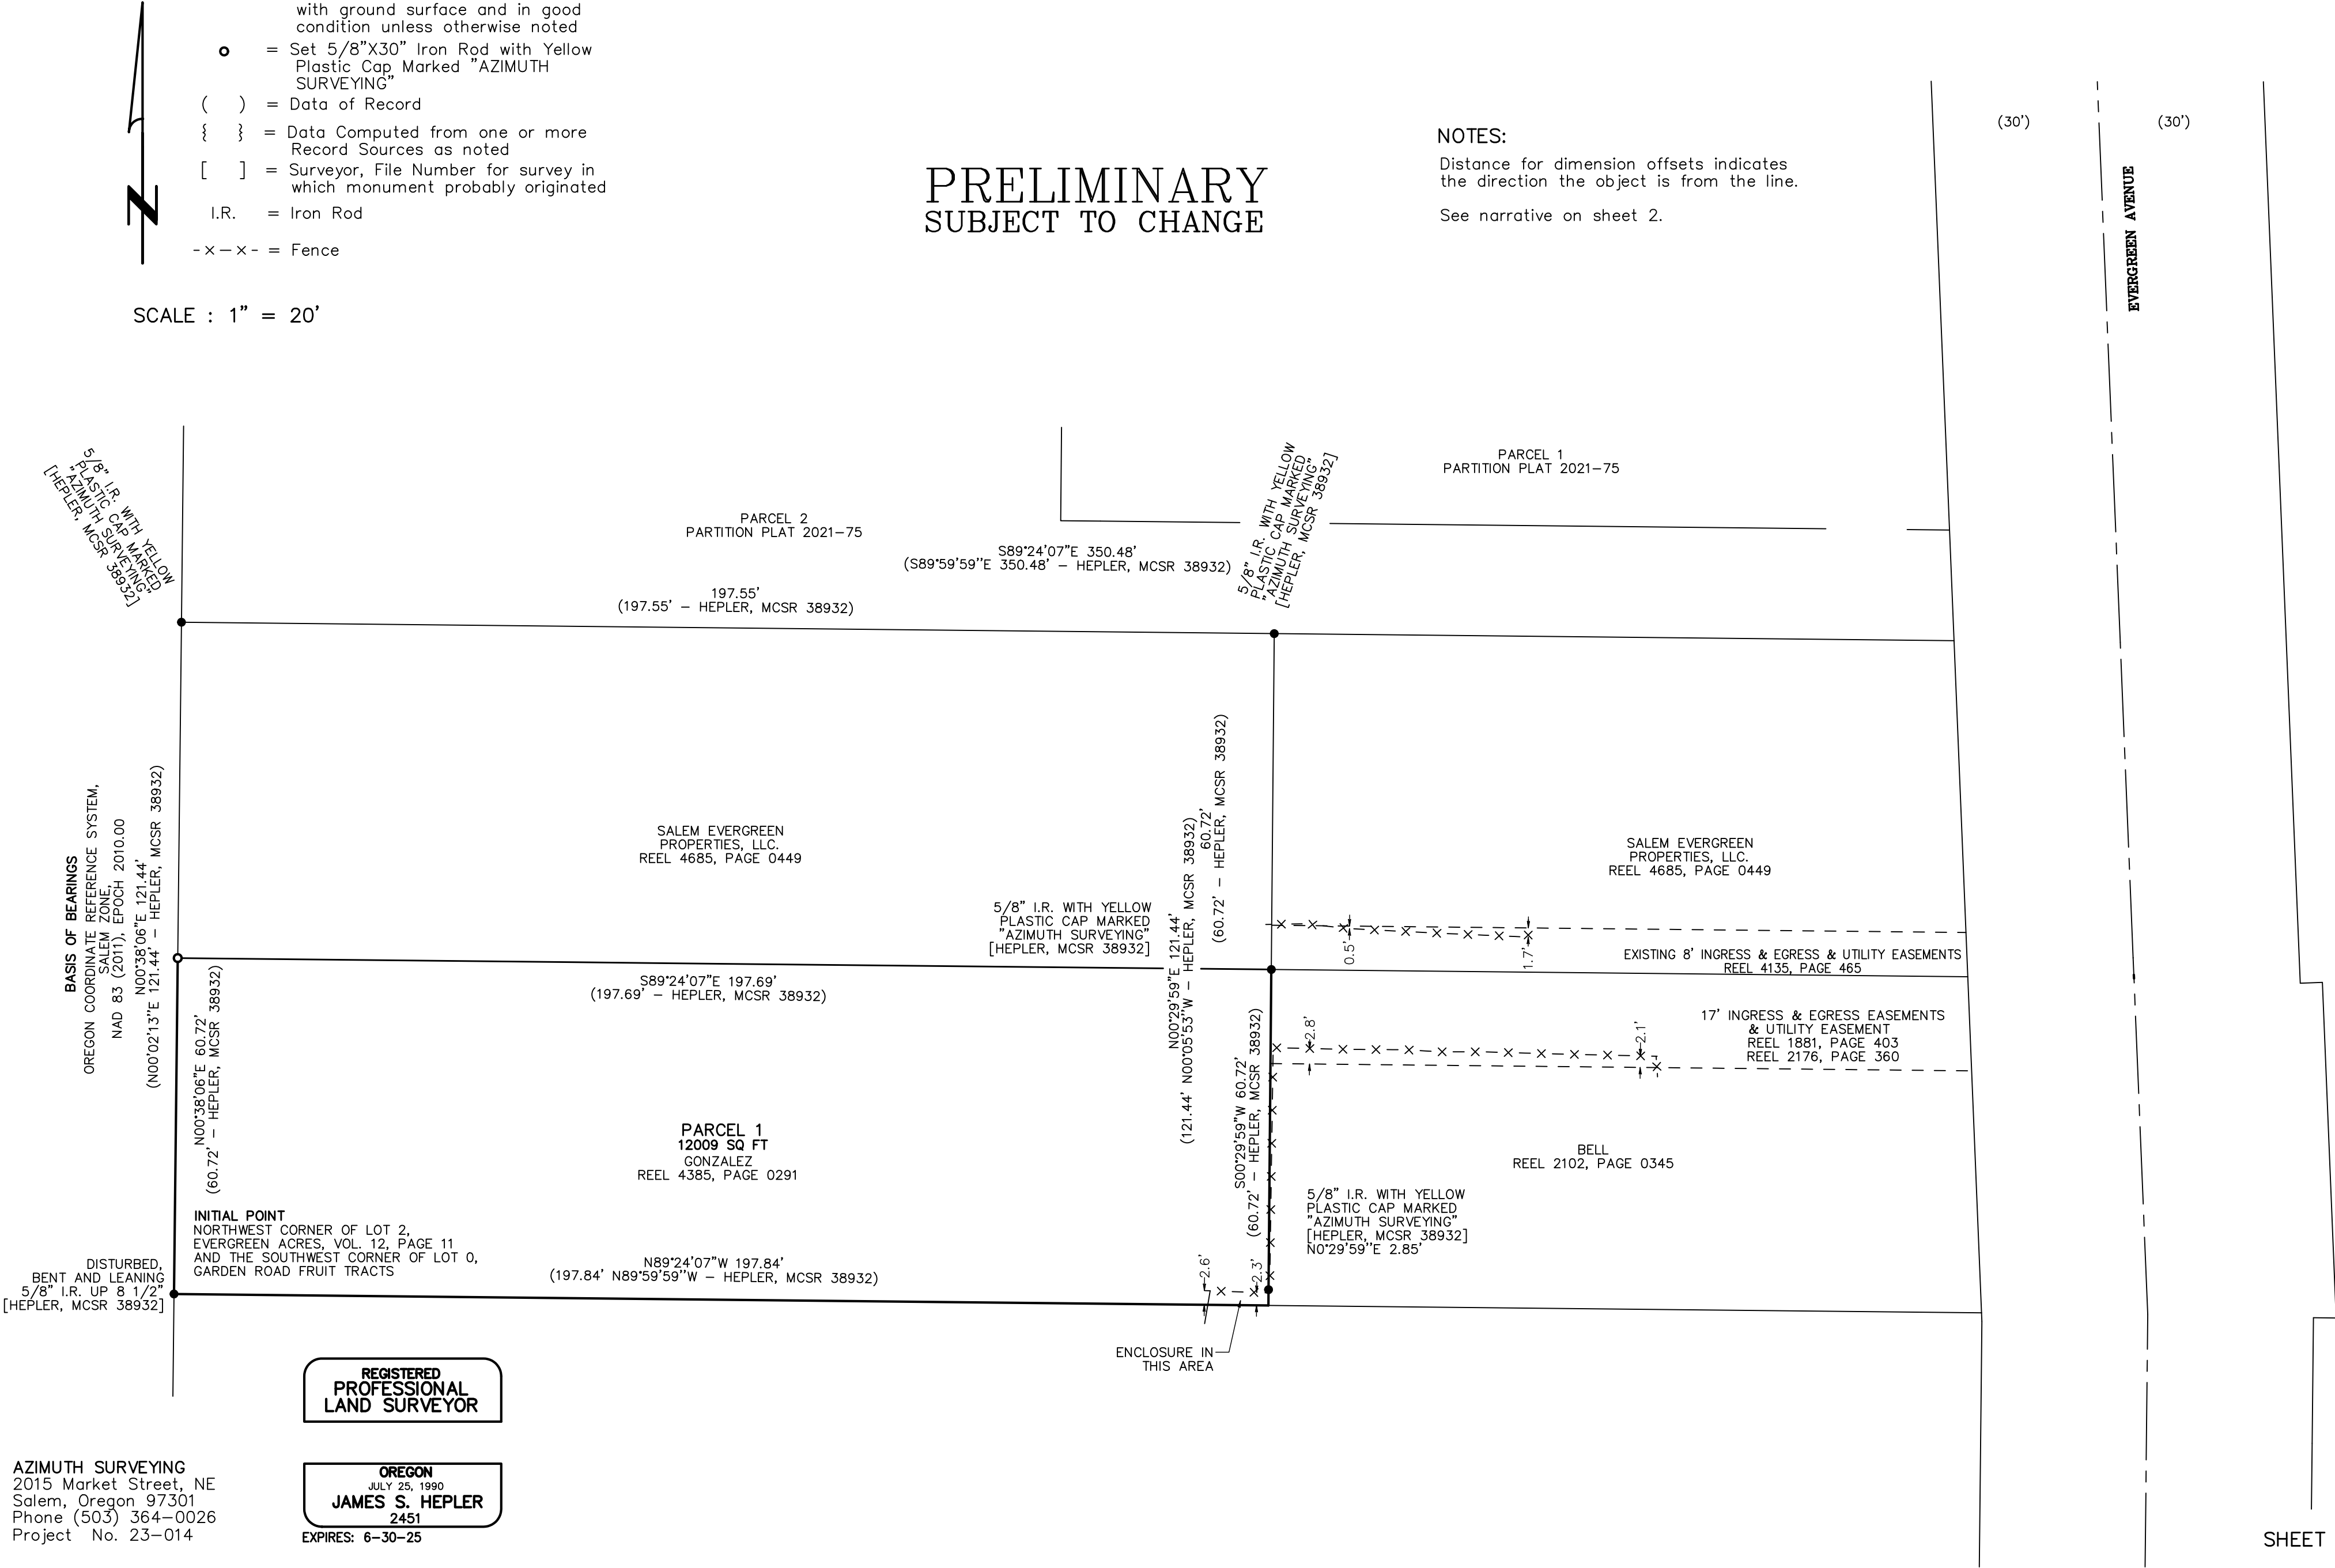 with ground surface and in good
condition unless otherwise noted
= Set 5/8"X30" Iron Rod with Yellow
Plastic Cap Marked "AZIMUTH
SURVEYING"
( ) = Data of Record
{ } = Data Computed from one or more
Record Sources as noted
[ ] = Surveyor, File Number for survey in
which monument probably originated
I.R. = Iron Rod
-x—x- = Fence
N
SCALE : 1" = 20'
PRELIMINARY
SUBJECT TO CHANGE
NOTES:
Distance for dimension offsets indicates
the direction the object is from the line.
See narrative on sheet 2.
(30')
(30')
EVERGREEN AVENUE
5/8" I.R. WITH YELLOW
PLASTIC CAP MARKED
"AZIMUTH SURVEYING"
[HEPLER, MCSR 38932]
PARCEL 2
PARTITION PLAT 2021-75
S89°24'07"E 350.48'
(S89°59'59"E 350.48' - HEPLER, MCSR 38932)
197.55'
(197.55' - HEPLER, MCSR 38932)
5/8" I.R. WITH YELLOW
PLASTIC CAP MARKED
"AZIMUTH SURVEYING"
[HEPLER, MCSR 38932]
PARCEL 1
PARTITION PLAT 2021-75
BASIS OF BEARINGS
OREGON COORDINATE REFERENCE SYSTEM,
SALEM ZONE,
NAD 83 (2011), EPOCH 2010.00
N00°38'06"E 121.44'
(N00°02'13"E 121.44' - HEPLER, MCSR 38932)
SALEM EVERGREEN
PROPERTIES, LLC.
REEL 4685, PAGE 0449
60.72'
(60.72' - HEPLER, MCSR 38932)
N00°29'59"E 121.44'
(121.44' N00°05'53"W - HEPLER, MCSR 38932)
SALEM EVERGREEN
PROPERTIES, LLC.
REEL 4685, PAGE 0449
5/8" I.R. WITH YELLOW
PLASTIC CAP MARKED
"AZIMUTH SURVEYING"
[HEPLER, MCSR 38932]
0.5'
1.7'
EXISTING 8' INGRESS & EGRESS & UTILITY EASEMENTS
REEL 4135, PAGE 465
S89°24'07"E 197.69'
(197.69' - HEPLER, MCSR 38932)
N00°38'06"E 60.72'
(60.72' - HEPLER, MCSR 38932)
S00°29'59"W 60.72'
(60.72' - HEPLER, MCSR 38932)
2.8'
2.1'
17' INGRESS & EGRESS EASEMENTS
& UTILITY EASEMENT
REEL 1881, PAGE 403
REEL 2176, PAGE 360
PARCEL 1
12009 SQ FT
GONZALEZ
REEL 4385, PAGE 0291
BELL
REEL 2102, PAGE 0345
5/8" I.R. WITH YELLOW
PLASTIC CAP MARKED
"AZIMUTH SURVEYING"
[HEPLER, MCSR 38932]
N0°29'59"E 2.85'
INITIAL POINT
NORTHWEST CORNER OF LOT 2,
EVERGREEN ACRES, VOL. 12, PAGE 11
AND THE SOUTHWEST CORNER OF LOT 0,
GARDEN ROAD FRUIT TRACTS
DISTURBED,
BENT AND LEANING
5/8" I.R. UP 8 1/2"
[HEPLER, MCSR 38932]
N89°24'07"W 197.84'
(197.84' N89°59'59"W - HEPLER, MCSR 38932)
2.6'
2.3'
ENCLOSURE IN
THIS AREA
REGISTERED
PROFESSIONAL
LAND SURVEYOR
OREGON
JULY 25, 1990
JAMES S. HEPLER
2451
EXPIRES: 6-30-25
AZIMUTH SURVEYING
2015 Market Street, NE
Salem, Oregon 97301
Phone (503) 364-0026
Project No. 23-014
SHEET